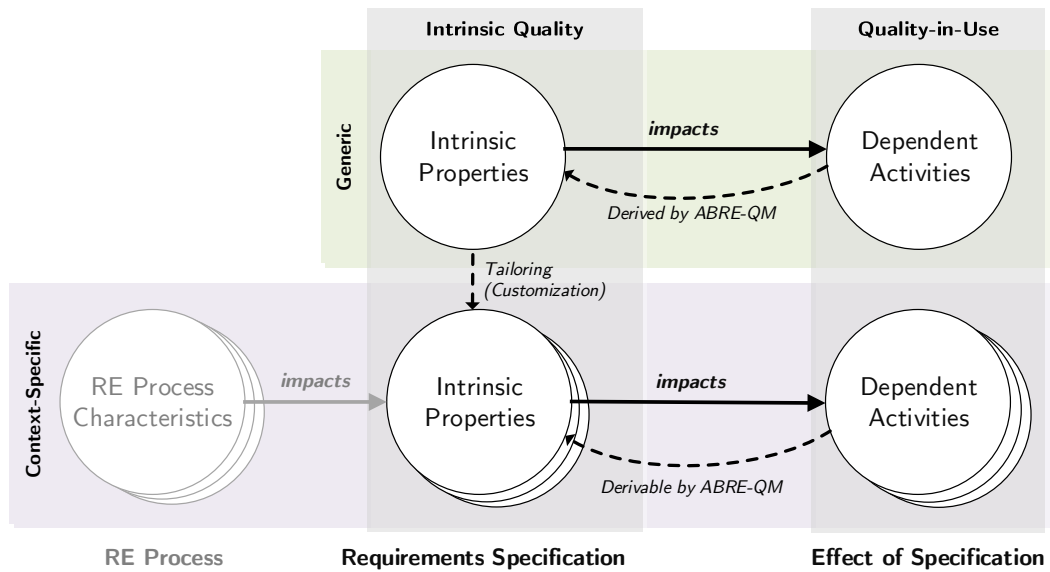 Intrinsic Quality
Quality-in-Use
Generic
Intrinsic
Properties
impacts
Dependent
Activities
Derived by ABRE-QM
Tailoring
(Customization)
Context-Specific
RE Process
Characteristics
impacts
Intrinsic
Properties
impacts
Dependent
Activities
Derivable by ABRE-QM
RE Process
Requirements Specification
Effect of Specification